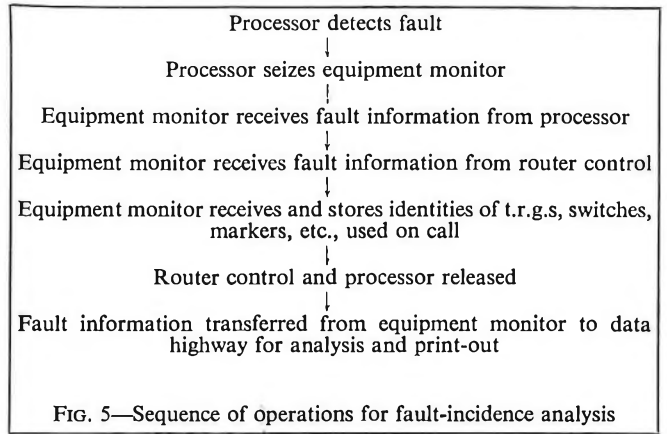 Processor detects fault
Processor seizes equipment monitor
Equipment monitor receives fault information from processor
Equipment monitor receives fault information from router control
Equipment monitor receives and stores identities of t.r.g.s, switches,
markers, etc., used on call
Router control and processor released
Fault information transferred from equipment monitor to data
highway for analysis and print-out
FIG. 5—Sequence of operations for fault-incidence analysis